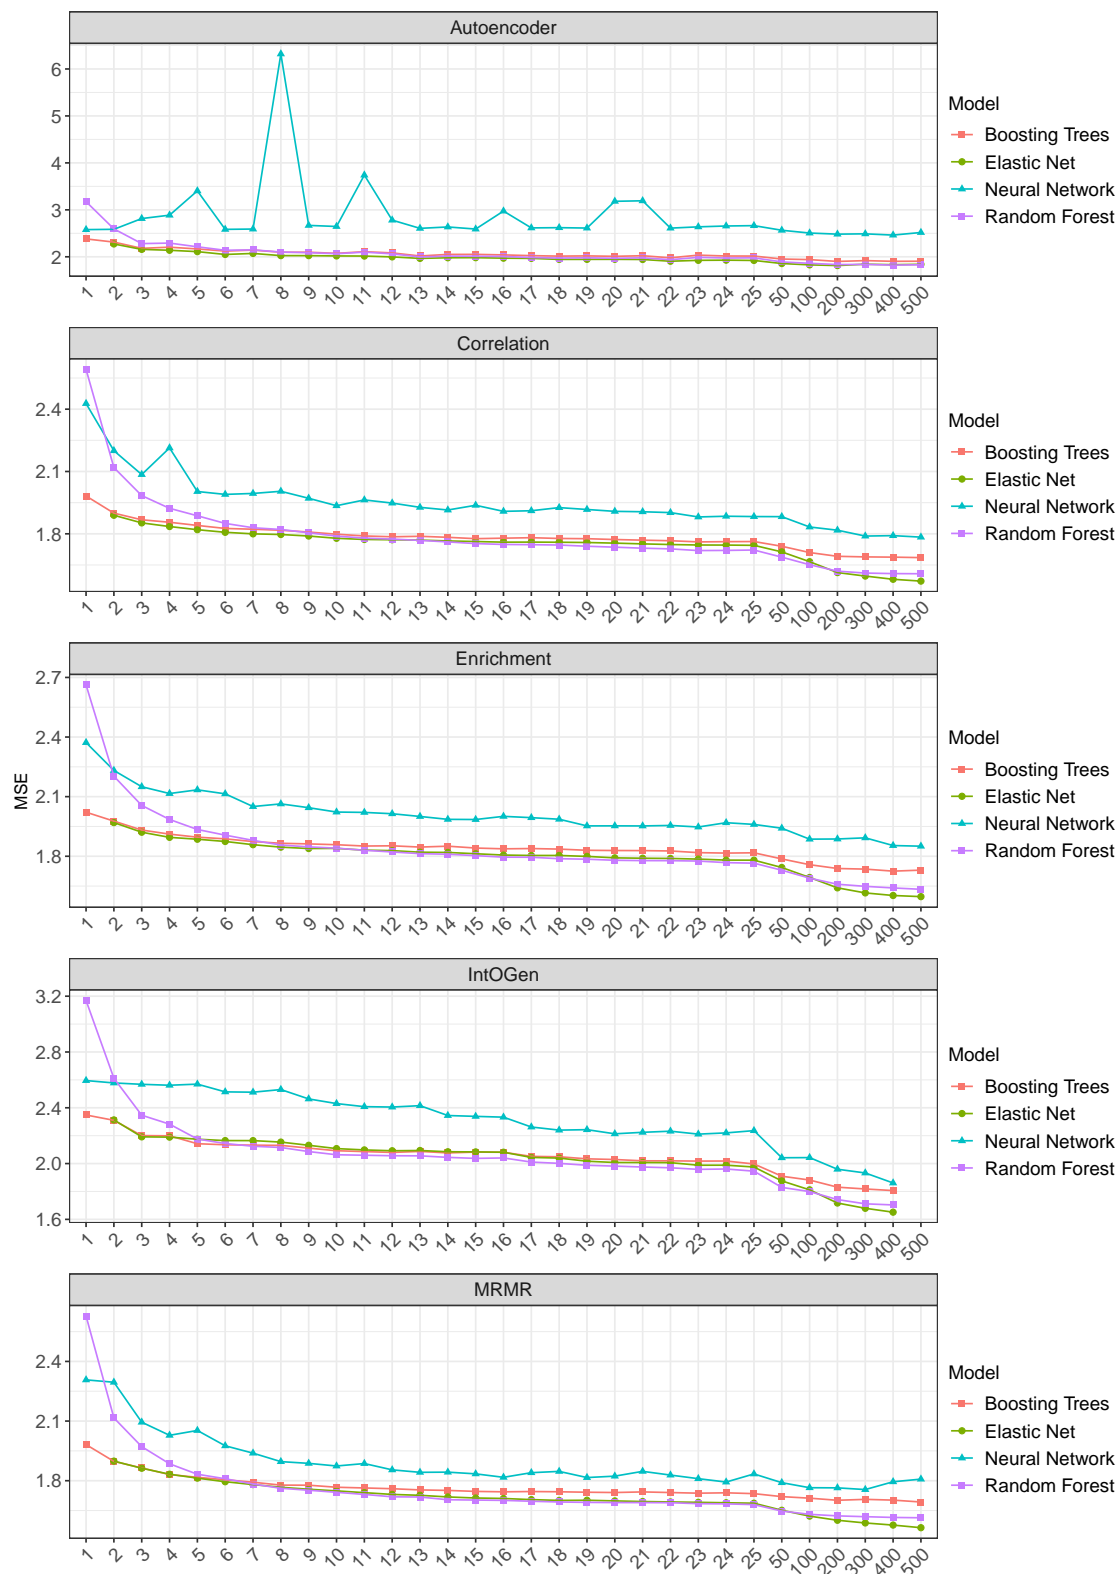 Autoencoder
6
5
4
3
2
1 2 3 4 5 6 7 8 9 10 11 12 13 14 15 16 17 18 19 20 21 22 23 24 25 50 100 200 300 400 500
Model
Boosting Trees
Elastic Net
Neural Network
Random Forest
Correlation
2.4
2.1
1.8
1 2 3 4 5 6 7 8 9 10 11 12 13 14 15 16 17 18 19 20 21 22 23 24 25 50 100 200 300 400 500
Model
Boosting Trees
Elastic Net
Neural Network
Random Forest
MSE
Enrichment
2.7
2.4
2.1
1.8
1 2 3 4 5 6 7 8 9 10 11 12 13 14 15 16 17 18 19 20 21 22 23 24 25 50 100 200 300 400 500
Model
Boosting Trees
Elastic Net
Neural Network
Random Forest
IntOGen
3.2
2.8
2.4
2.0
1.6
1 2 3 4 5 6 7 8 9 10 11 12 13 14 15 16 17 18 19 20 21 22 23 24 25 50 100 200 300 400 500
Model
Boosting Trees
Elastic Net
Neural Network
Random Forest
MRMR
2.4
2.1
1.8
1 2 3 4 5 6 7 8 9 10 11 12 13 14 15 16 17 18 19 20 21 22 23 24 25 50 100 200 300 400 500
Model
Boosting Trees
Elastic Net
Neural Network
Random Forest